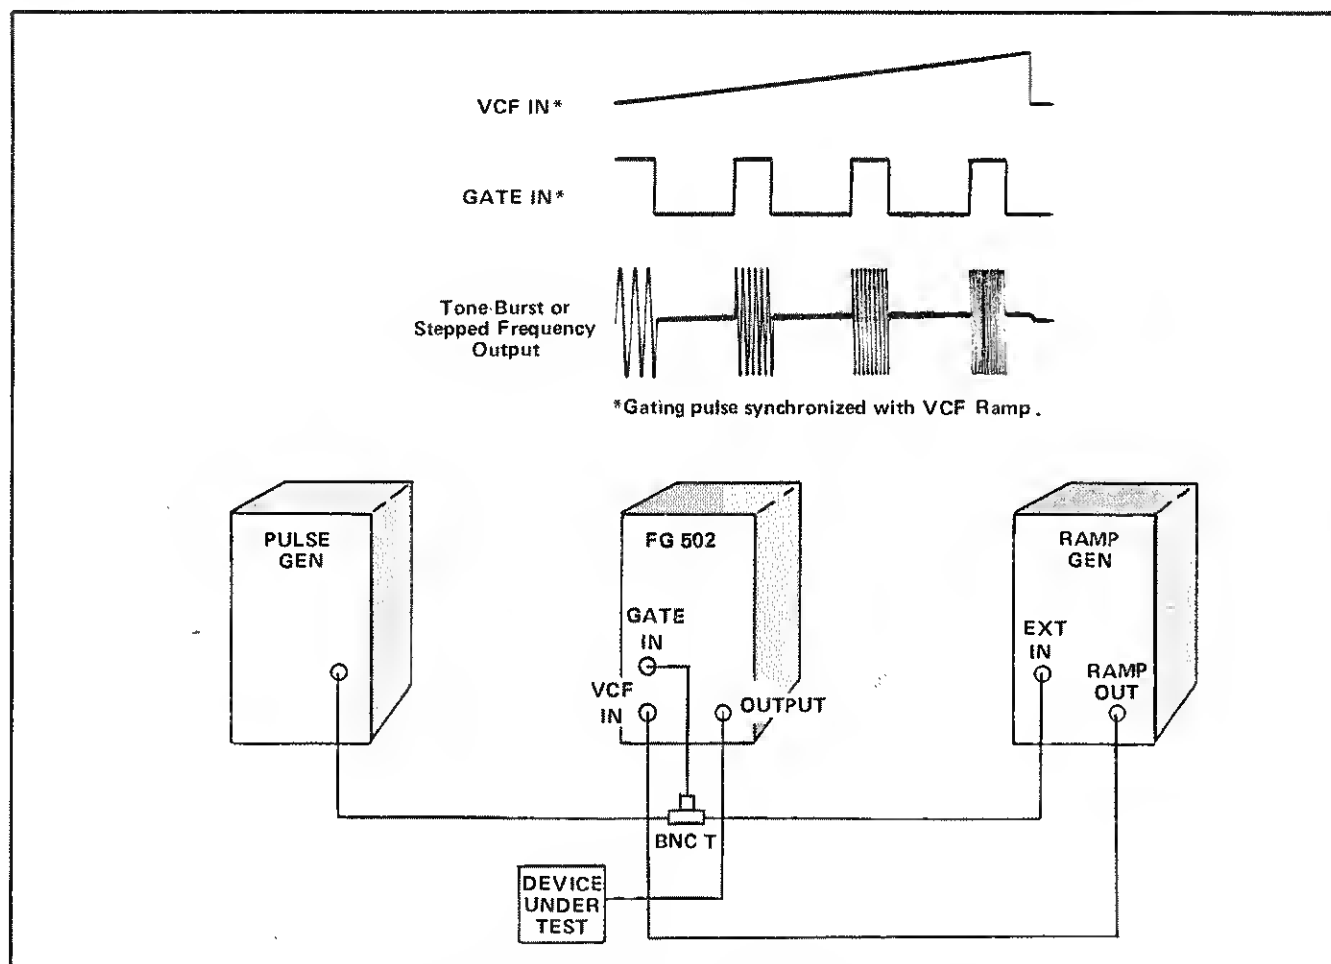 VCF IN*
GATE IN*
Tone-Burst or
Stepped Frequency
Output
*Gating pulse synchronized with VCF Ramp.
PULSE
GEN
FG 502
GATE
IN
VCF
IN
OUTPUT
RAMP
GEN
EXT
IN
RAMP
OUT
BNC T
DEVICE
UNDER
TEST